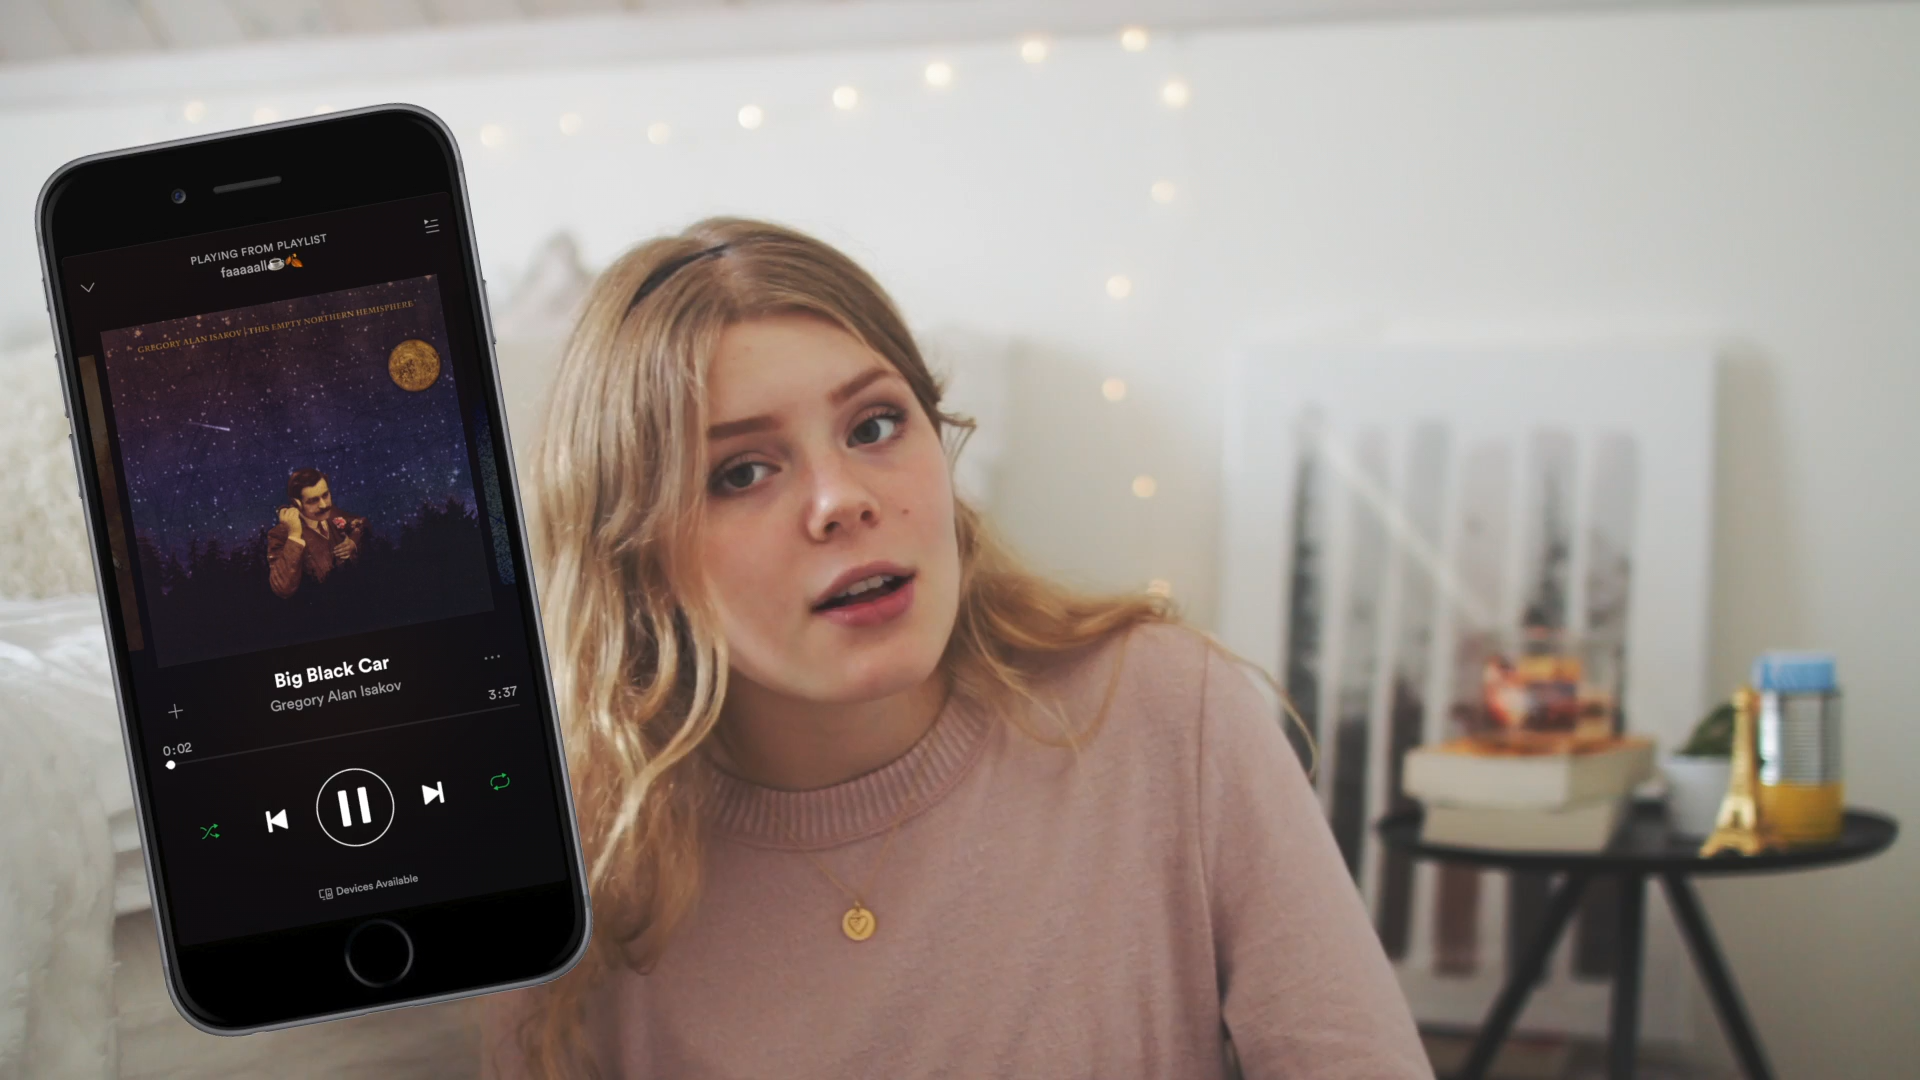 PLAYING FROM PLAYLIST
faaaaall☕🍂
GREGORY ALAN ISAKOV | THIS EMPTY NORTHERN HEMISPHERE
Big Black Car
Gregory Alan Isakov
0:02
3:37
Devices Available